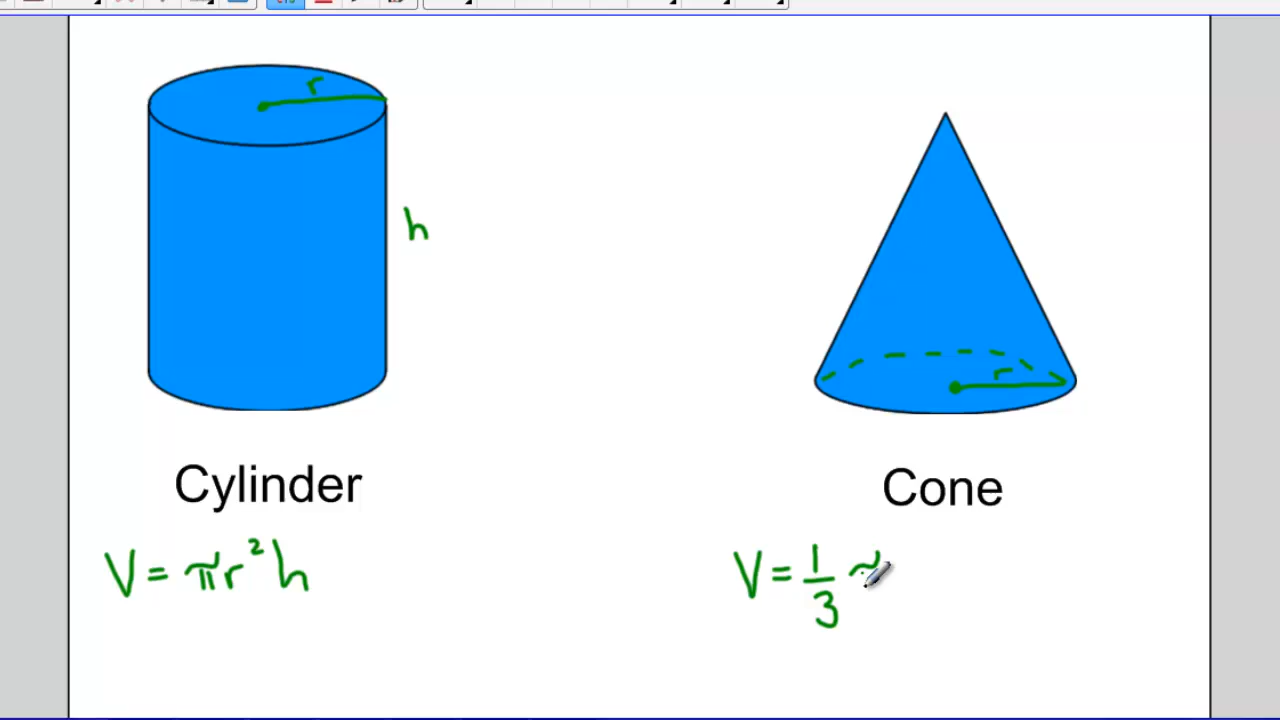 r
h
r
Cylinder
Cone
V = πr²h
V = 1/3